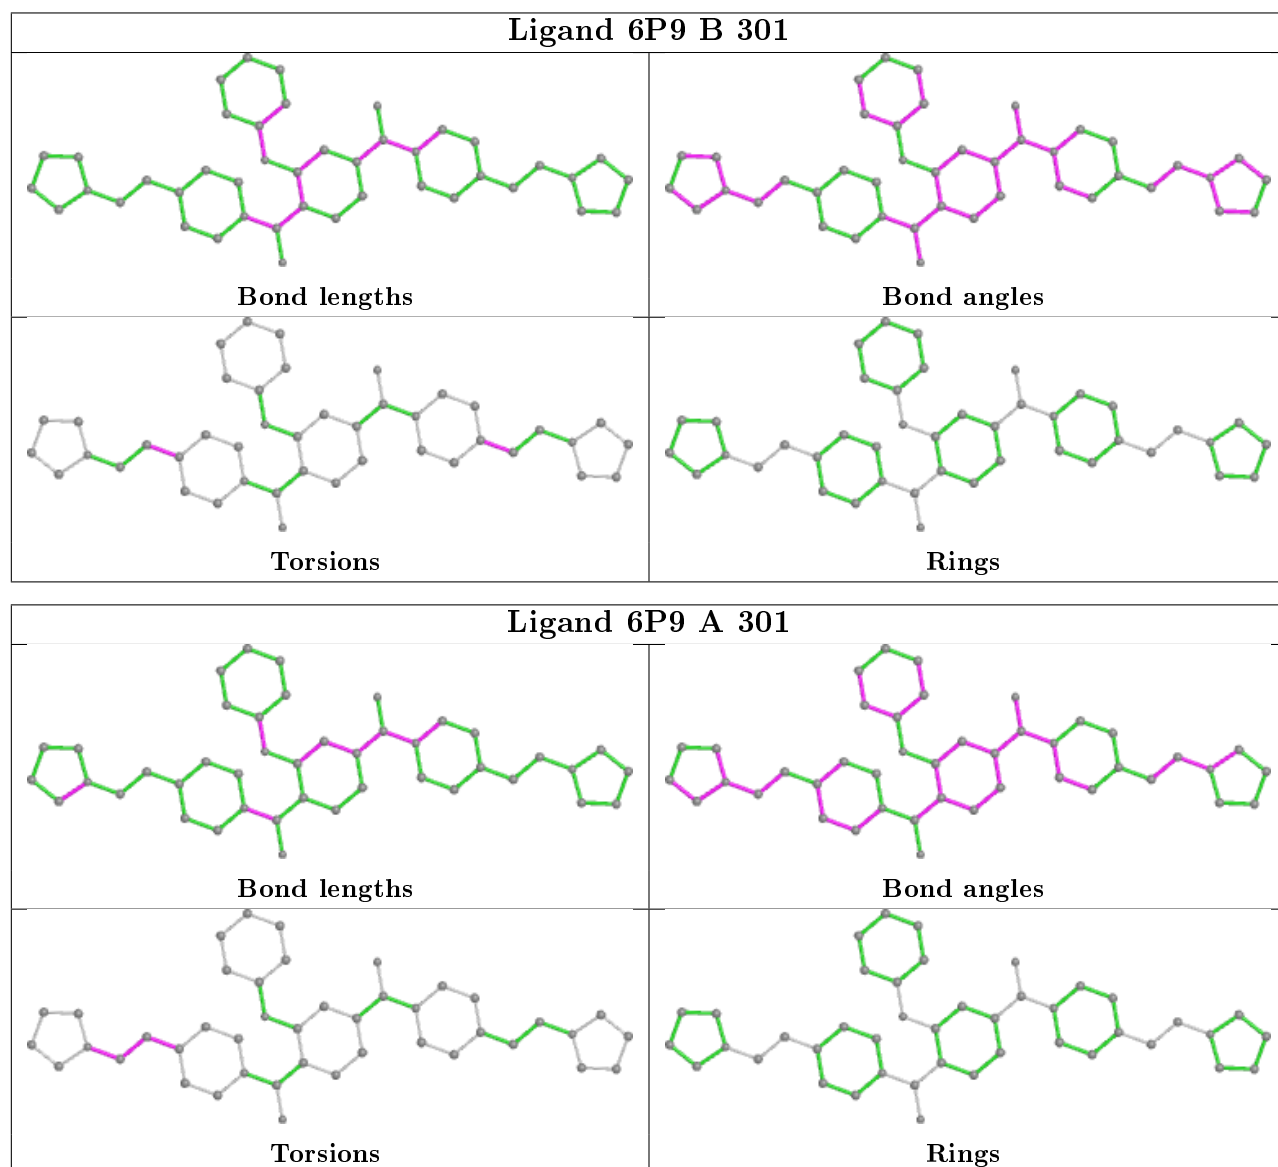 Ligand 6P9 B 301
Bond lengths
Bond angles
Torsions
Rings
Ligand 6P9 A 301
Bond lengths
Bond angles
Torsions
Rings